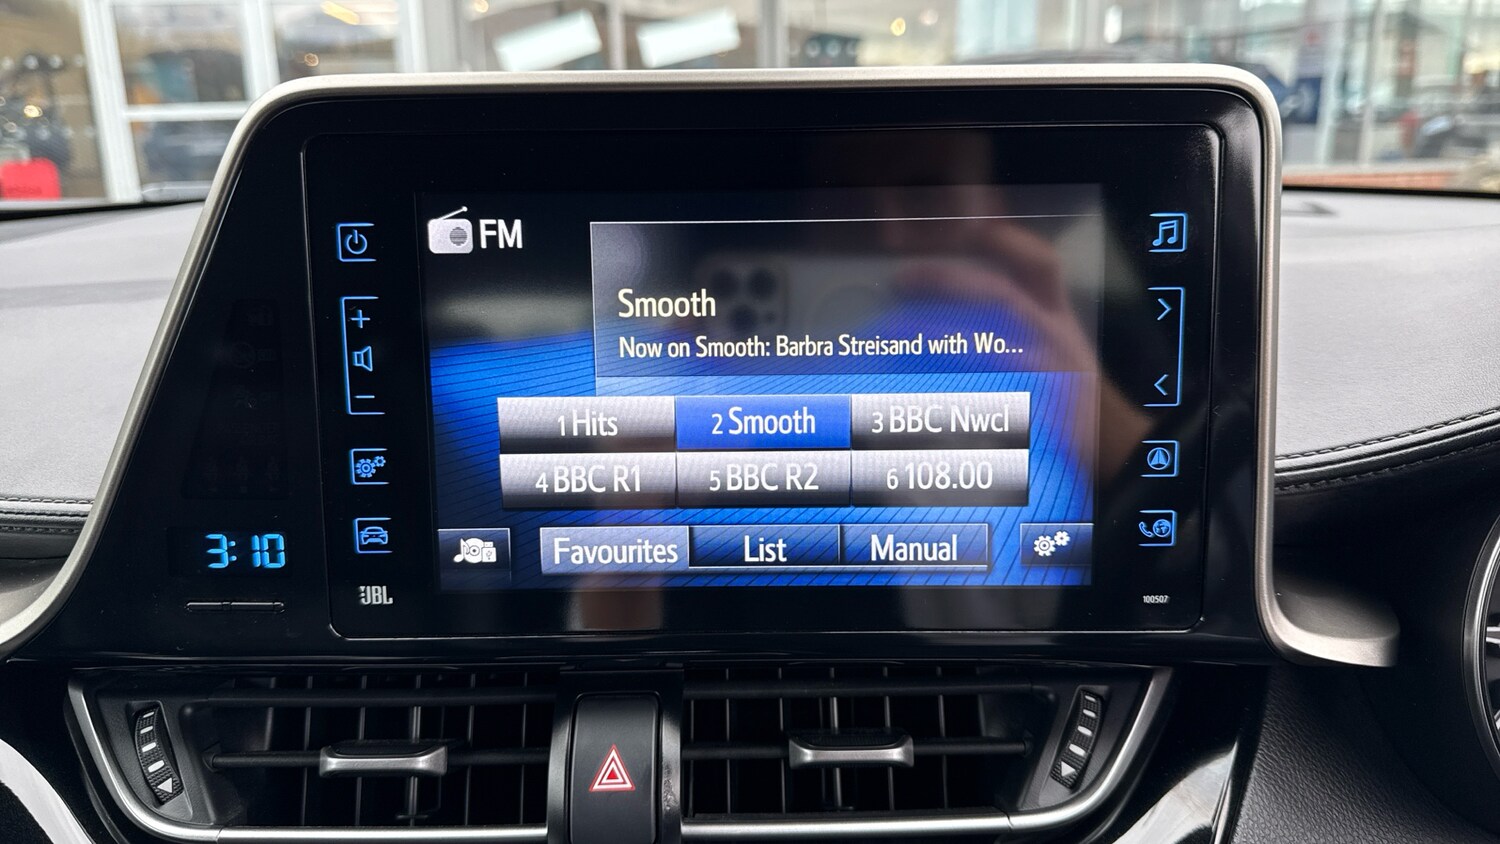 FM
Smooth
Now on Smooth: Barbra Streisand with Wo...
1 Hits
2 Smooth
3 BBC Nwcl
4 BBC R1
5 BBC R2
6 108.00
Favourites
List
Manual
3:10
JBL
100507